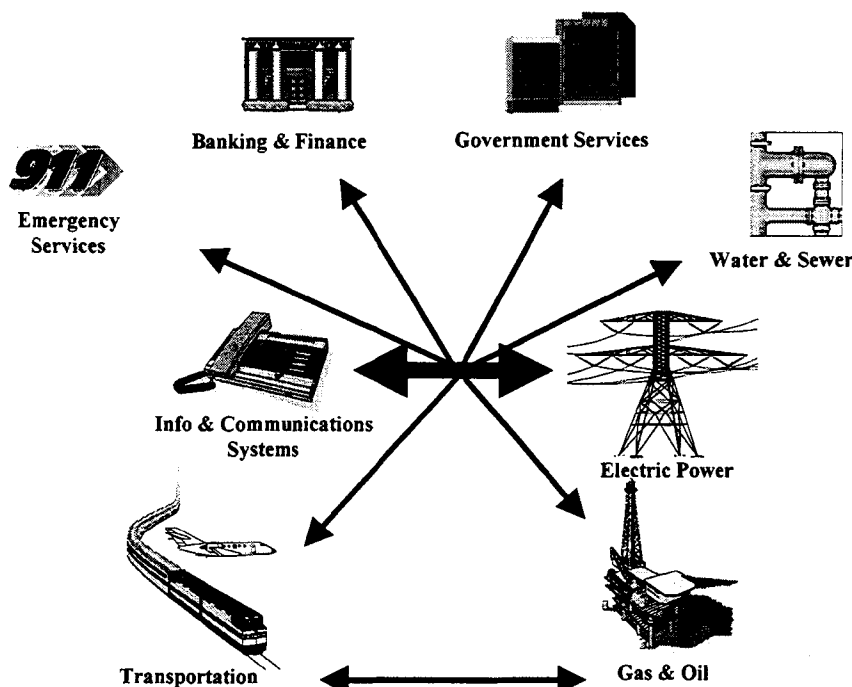 Banking & Finance
Government Services
911
Emergency
Services
Water & Sewer
Info & Communications
Systems
Electric Power
Transportation
Gas & Oil